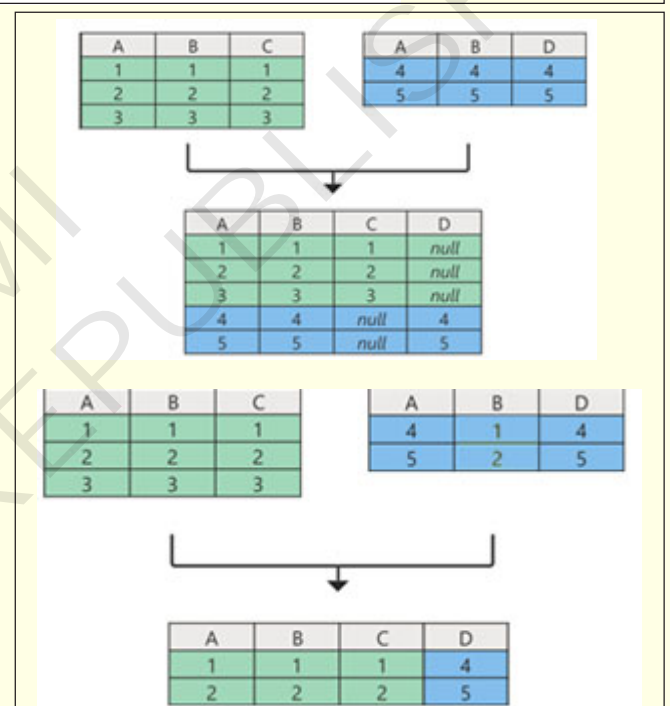 A B C
1 1 1
2 2 2
3 3 3
A B D
4 4 4
5 5 5
A B C D
1 1 1 null
2 2 2 null
3 3 3 null
4 4 null 4
5 5 null 5
A B C
1 1 1
2 2 2
3 3 3
A B D
4 1 4
5 2 5
A B C D
1 1 1 4
2 2 2 5